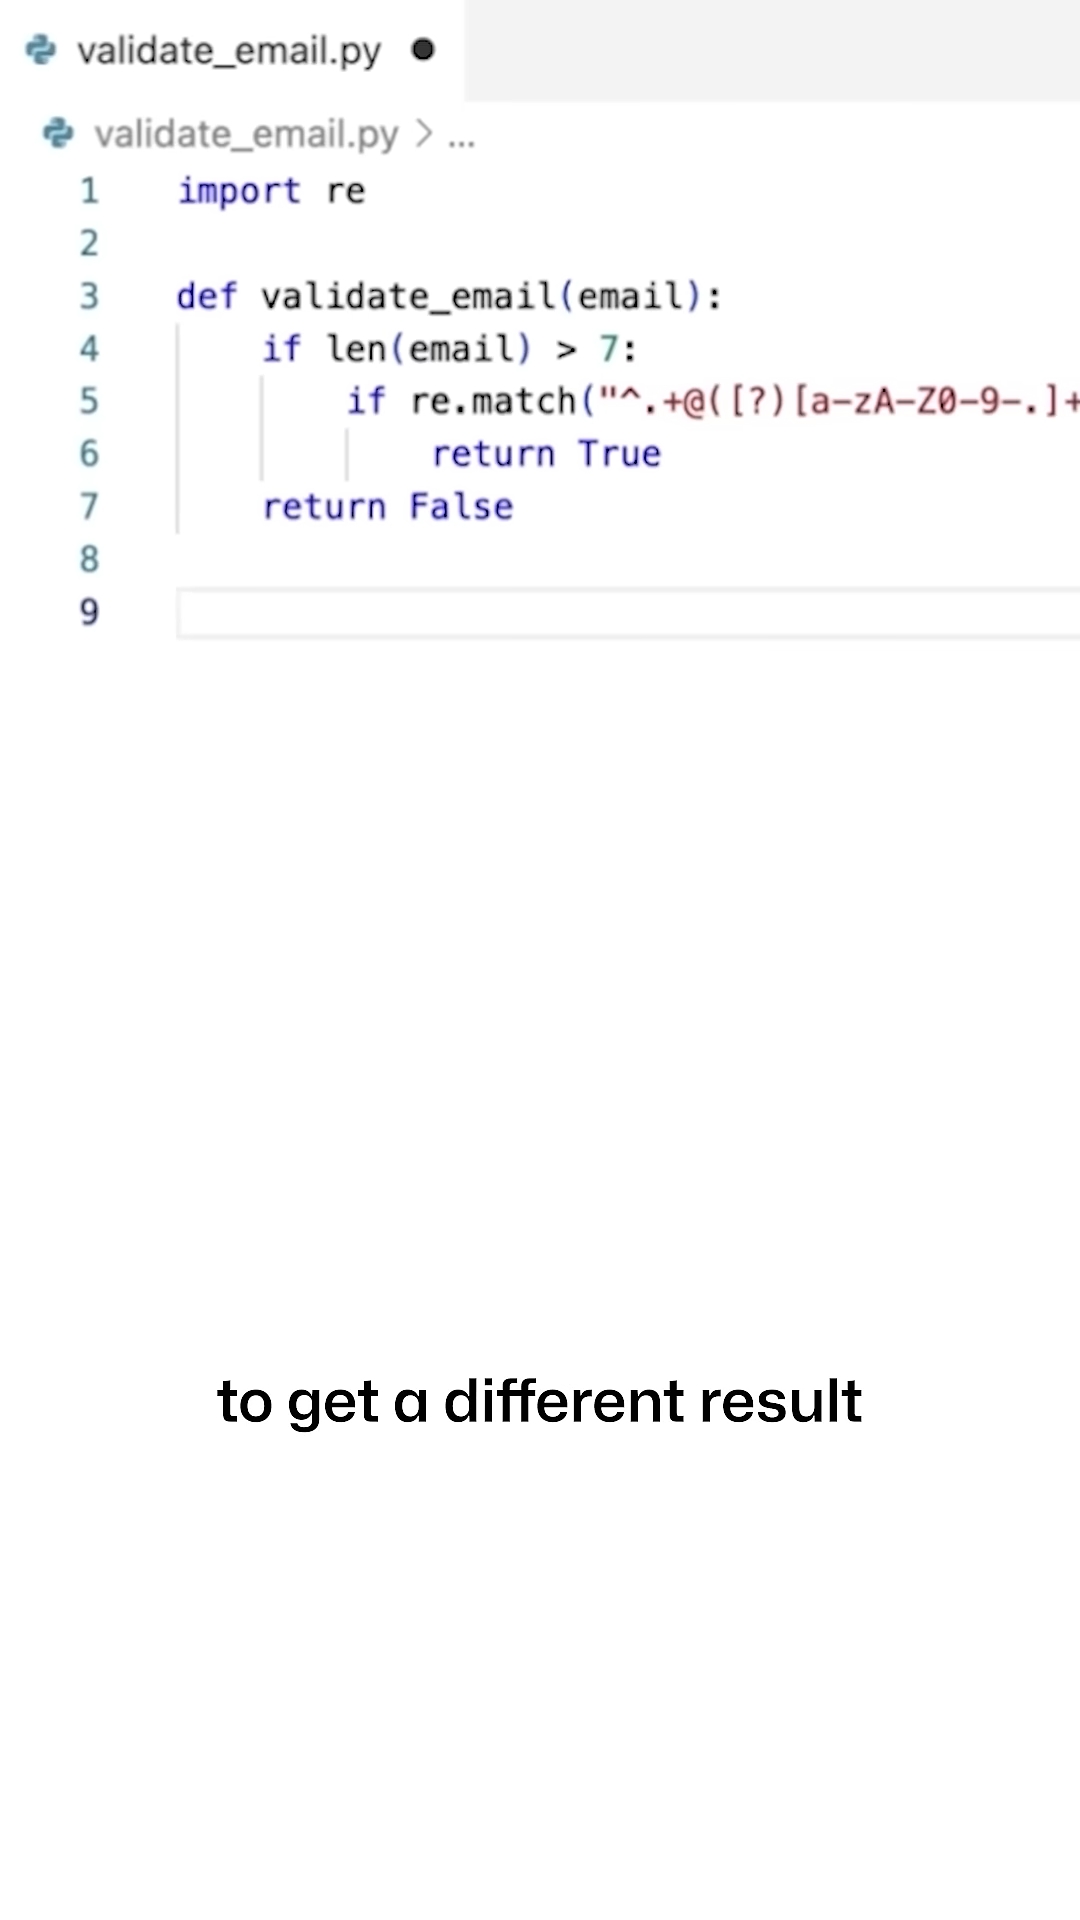 validate_email.py
validate_email.py > ...
1 import re
2
3 def validate_email(email):
4 if len(email) > 7:
5 if re.match("^.+@([?)[a-zA-Z0-9-.]+
6 return True
7 return False
8
9
to get a different result